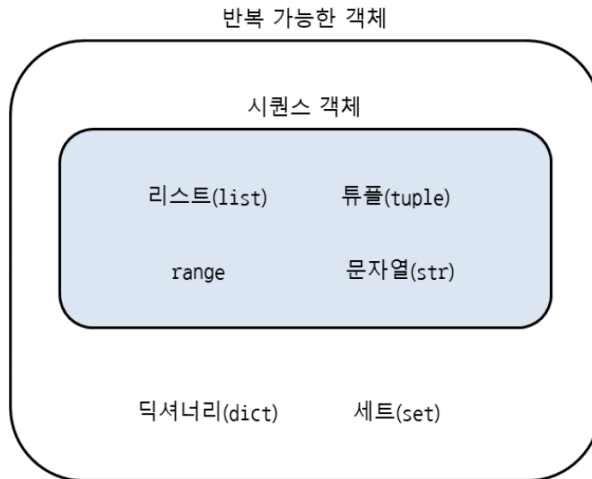 반복 가능한 객체
시퀀스 객체
리스트(list) 튜플(tuple)
range 문자열(str)
딕셔너리(dict) 세트(set)